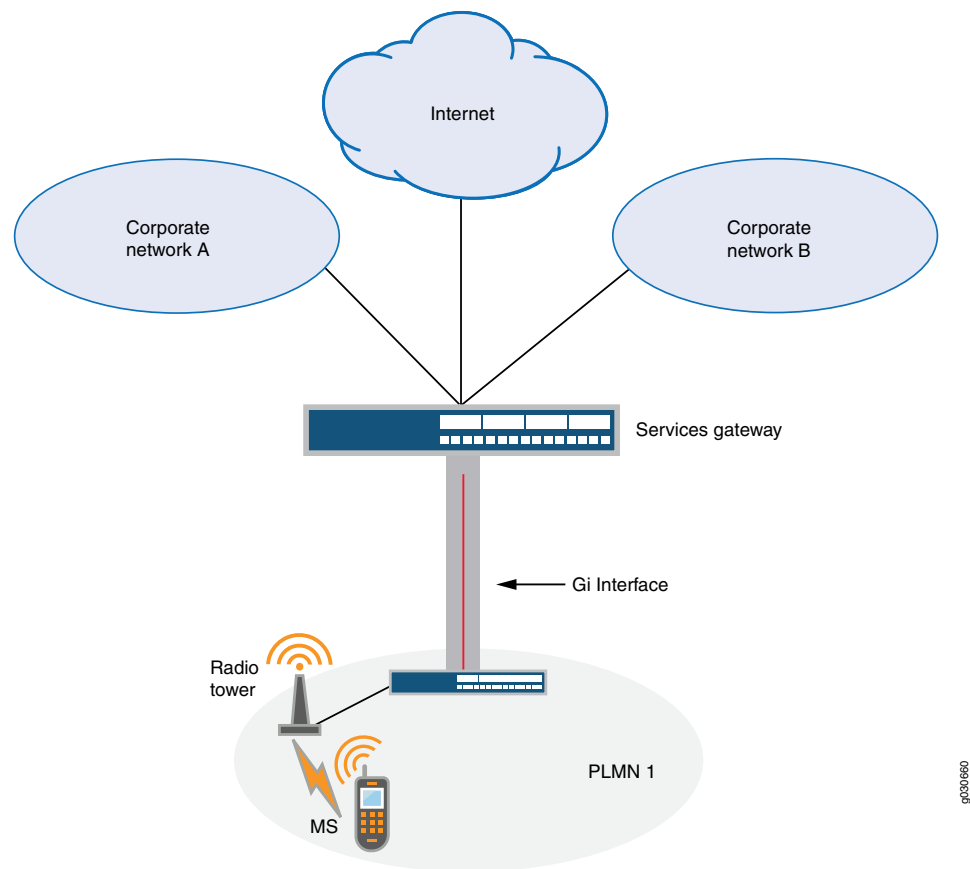 Internet
Corporate
network A
Corporate
network B
Services gateway
Gi Interface
Radio
tower
PLMN 1
MS
g030660